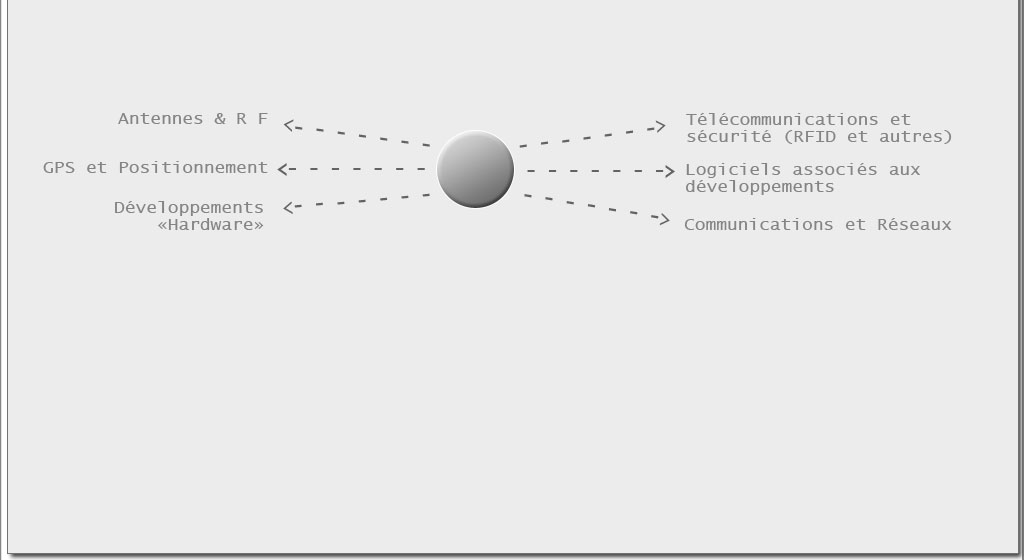 Antennes & R F
GPS et Positionnement
Développements
«Hardware»
Télécommunications et
sécurité (RFID et autres)
Logiciels associés aux
développements
Communications et Réseaux